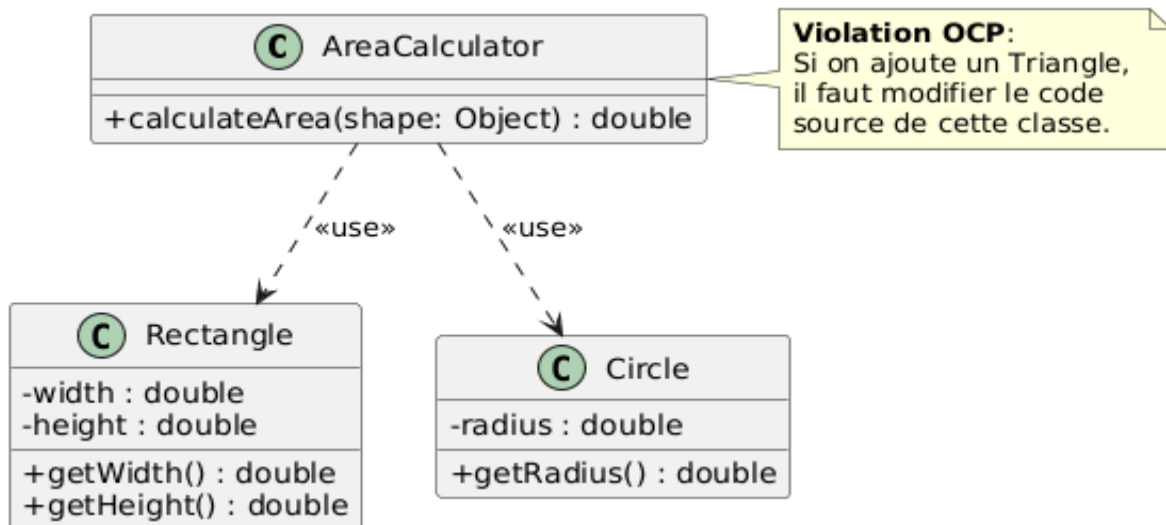 C AreaCalculator
+calculateArea(shape: Object) : double
Violation OCP:
Si on ajoute un Triangle,
il faut modifier le code
source de cette classe.
«use»
«use»
C Rectangle
-width : double
-height : double
+getWidth() : double
+getHeight() : double
C Circle
-radius : double
+getRadius() : double